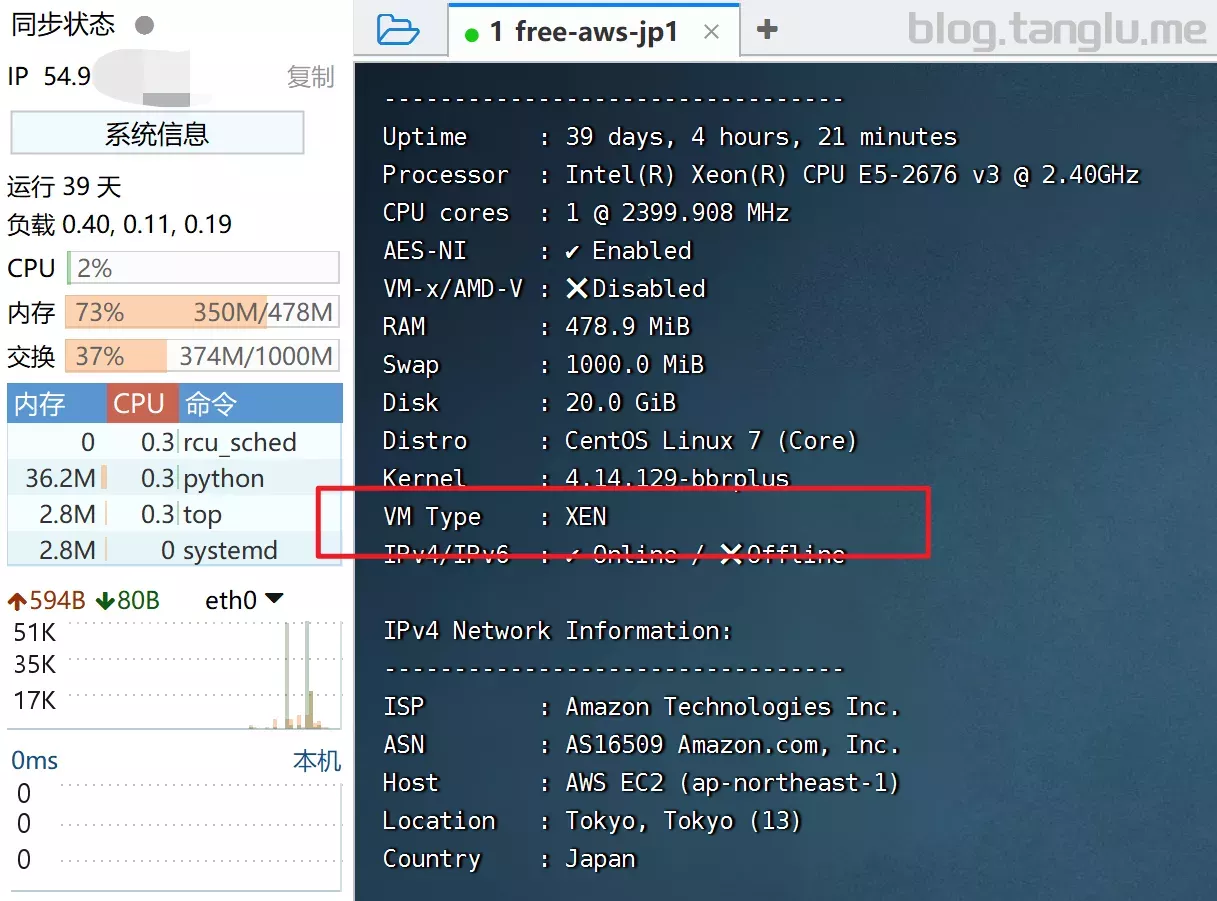 同步状态
IP 54.9
复制
系统信息
运行 39 天
负载 0.40, 0.11, 0.19
CPU 2%
内存 73% 350M/478M
交换 37% 374M/1000M
内存 CPU 命令
0 0.3 rcu_sched
36.2M 0.3 python
2.8M 0.3 top
2.8M 0 systemd
594B 80B eth0
51K
35K
17K
0ms 本机
0
0
0
1 free-aws-jp1 × +
blog.tanglu.me
---------------------------------
Uptime : 39 days, 4 hours, 21 minutes
Processor : Intel(R) Xeon(R) CPU E5-2676 v3 @ 2.40GHz
CPU cores : 1 @ 2399.908 MHz
AES-NI : ✔ Enabled
VM-x/AMD-V : ❌Disabled
RAM : 478.9 MiB
Swap : 1000.0 MiB
Disk : 20.0 GiB
Distro : CentOS Linux 7 (Core)
Kernel : 4.14.129-bbrplus
VM Type : XEN
IPv4/IPv6 : ✔ Online / ❌Offline
IPv4 Network Information:
---------------------------------
ISP : Amazon Technologies Inc.
ASN : AS16509 Amazon.com, Inc.
Host : AWS EC2 (ap-northeast-1)
Location : Tokyo, Tokyo (13)
Country : Japan